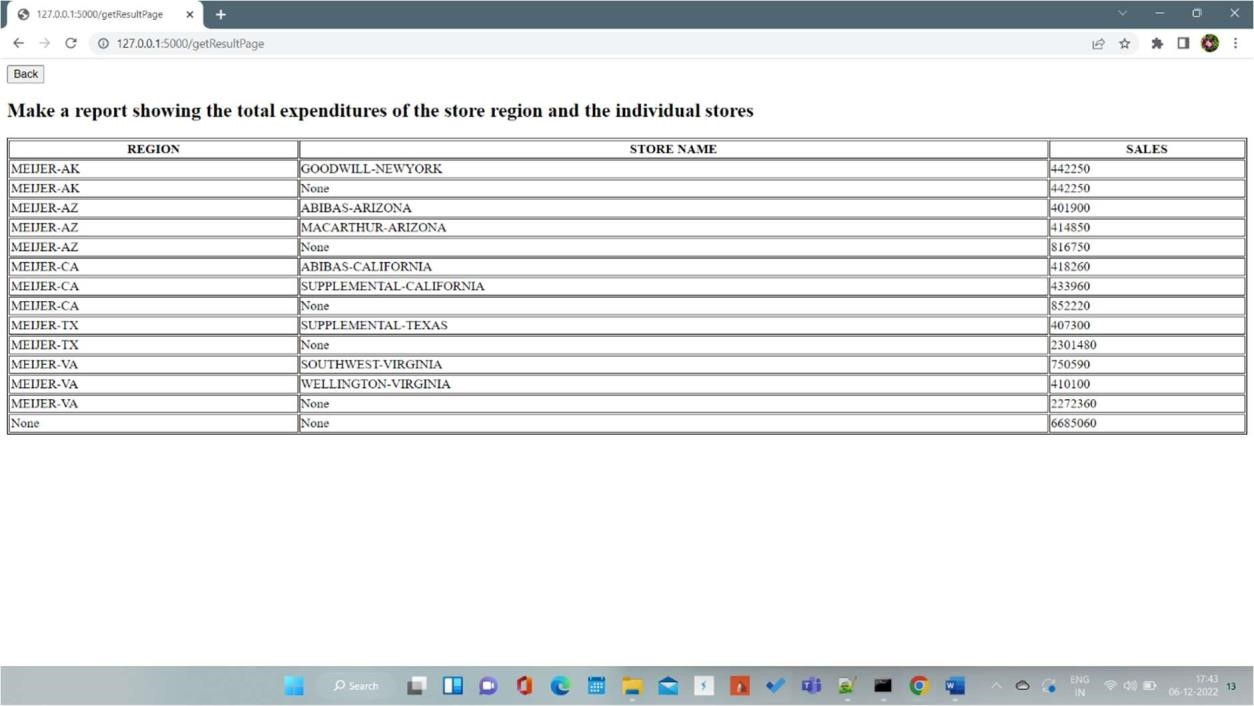 127.0.0.1:5000/getResultPage
127.0.0.1:5000/getResultPage
Back
Make a report showing the total expenditures of the store region and the individual stores
REGION STORE NAME SALES
MEIJER-AK GOODWILL-NEWYORK 442250
MEIJER-AK None 442250
MEIJER-AZ ABIBAS-ARIZONA 401900
MEIJER-AZ MACARTHUR-ARIZONA 414850
MEIJER-AZ None 816750
MEIJER-CA ABIBAS-CALIFORNIA 418260
MEIJER-CA SUPPLEMENTAL-CALIFORNIA 433960
MEIJER-CA None 852220
MEIJER-TX SUPPLEMENTAL-TEXAS 407300
MEIJER-TX None 2301480
MEIJER-VA SOUTHWEST-VIRGINIA 750590
MEIJER-VA WELLINGTON-VIRGINIA 410100
MEIJER-VA None 2272360
None None 6685060
Search
ENG
IN
17:43
06-12-2022
13